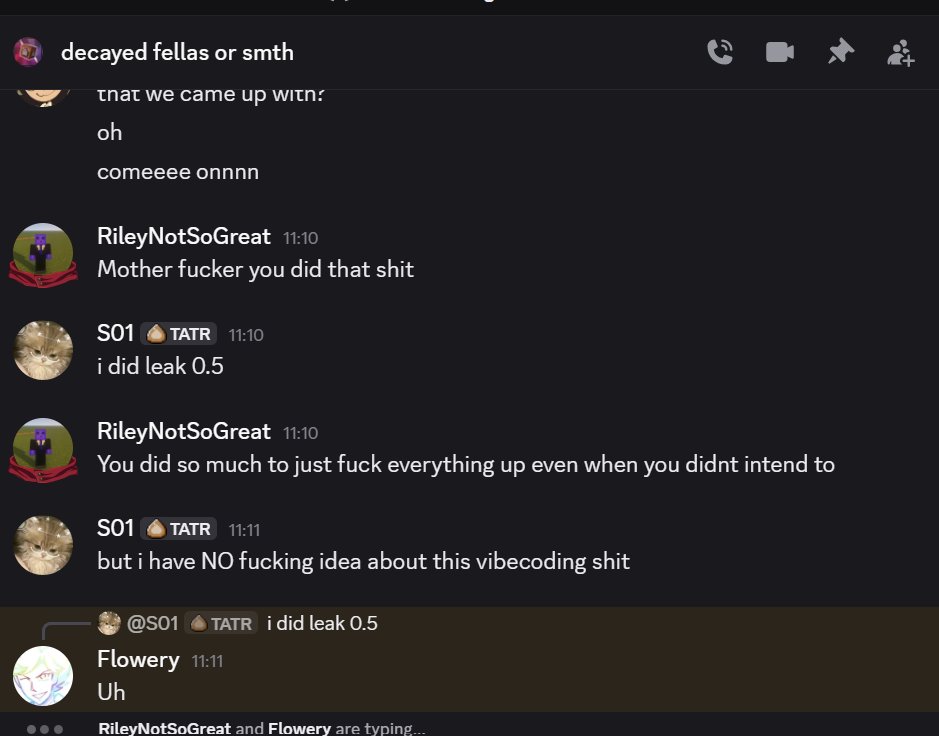 decayed fellas or smth
that we came up with?
oh
comeeee onnnn
RileyNotSoGreat 11:10
Mother fucker you did that shit
S01 TATR 11:10
i did leak 0.5
RileyNotSoGreat 11:10
You did so much to just fuck everything up even when you didnt intend to
S01 TATR 11:11
but i have NO fucking idea about this vibecoding shit
@S01 TATR i did leak 0.5
Flowery 11:11
Uh
RileyNotSoGreat and Flowery are typing...